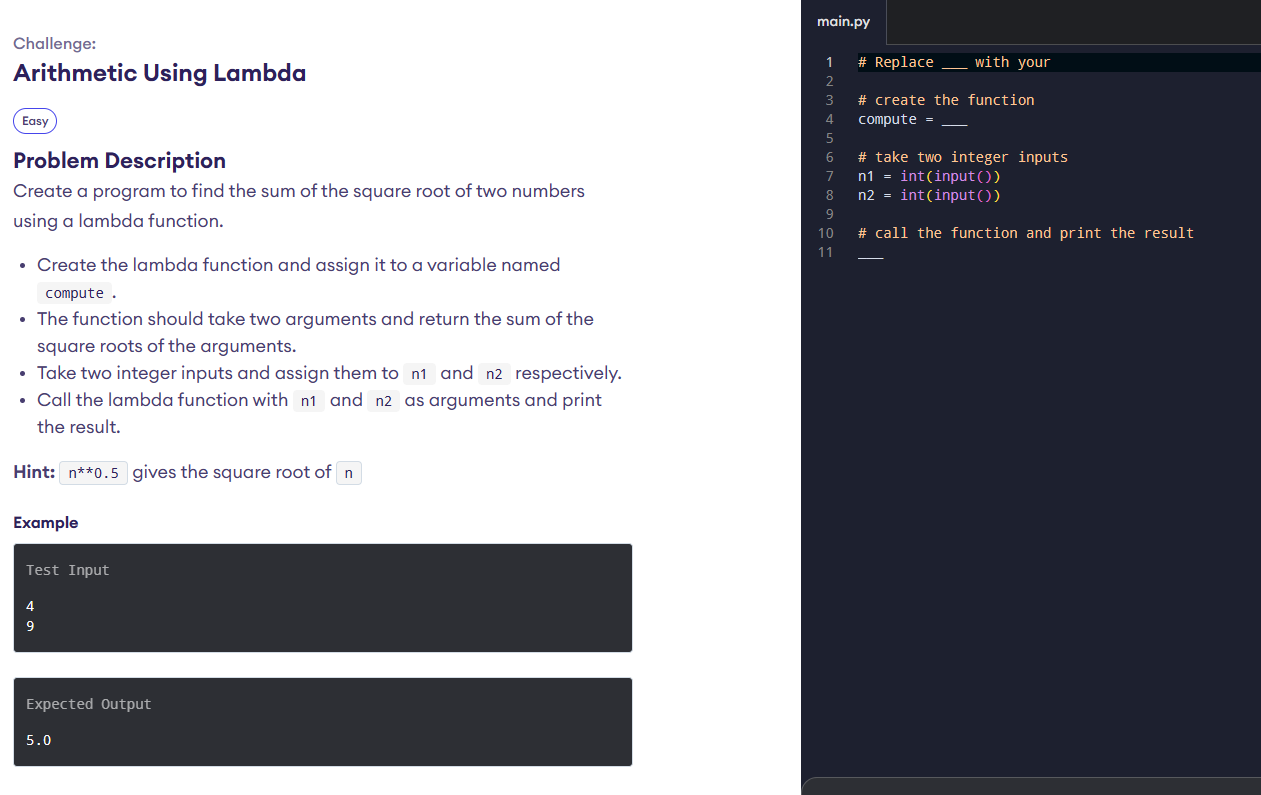 Challenge:
Arithmetic Using Lambda
Easy
Problem Description
Create a program to find the sum of the square root of two numbers
using a lambda function.
• Create the lambda function and assign it to a variable named
compute .
• The function should take two arguments and return the sum of the
square roots of the arguments.
• Take two integer inputs and assign them to n1 and n2 respectively.
• Call the lambda function with n1 and n2 as arguments and print
the result.
Hint: n**0.5 gives the square root of n
Example
Test Input
4
9
Expected Output
5.0
main.py
1 # Replace ___ with your
2
3 # create the function
4 compute = ___
5
6 # take two integer inputs
7 n1 = int(input())
8 n2 = int(input())
9
10 # call the function and print the result
11 ___